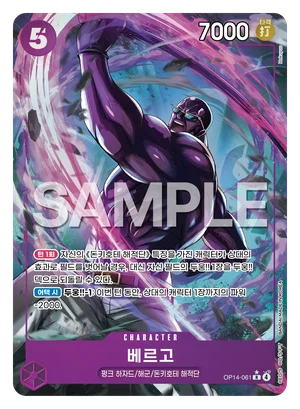 5
7000
타격
打
SAMPLE
턴 1회 자신의 《돈키호테 해적단》 특징을 가진 캐릭터가 상대의
효과로 필드를 벗어날 경우, 대신 자신 필드의 두웅!! 1장을 두웅!!
덱으로 되돌릴 수 있다.
어택 시 두웅!!-1: 이번 턴 동안, 상대의 캐릭터 1장까지의 파워
-2000.
CHARACTER
베르고
펑크 하자드/해군/돈키호테 해적단
OP14-061